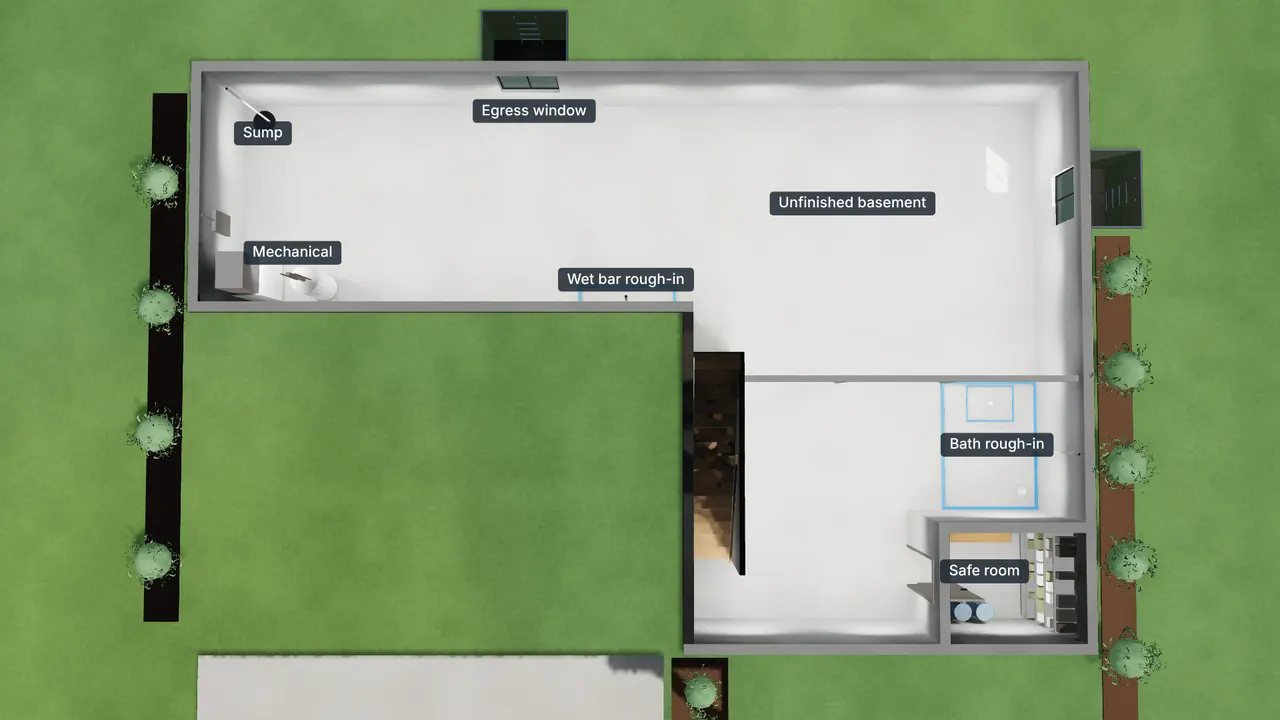 Egress window
Sump
Unfinished basement
Mechanical
Wet bar rough-in
Bath rough-in
Safe room